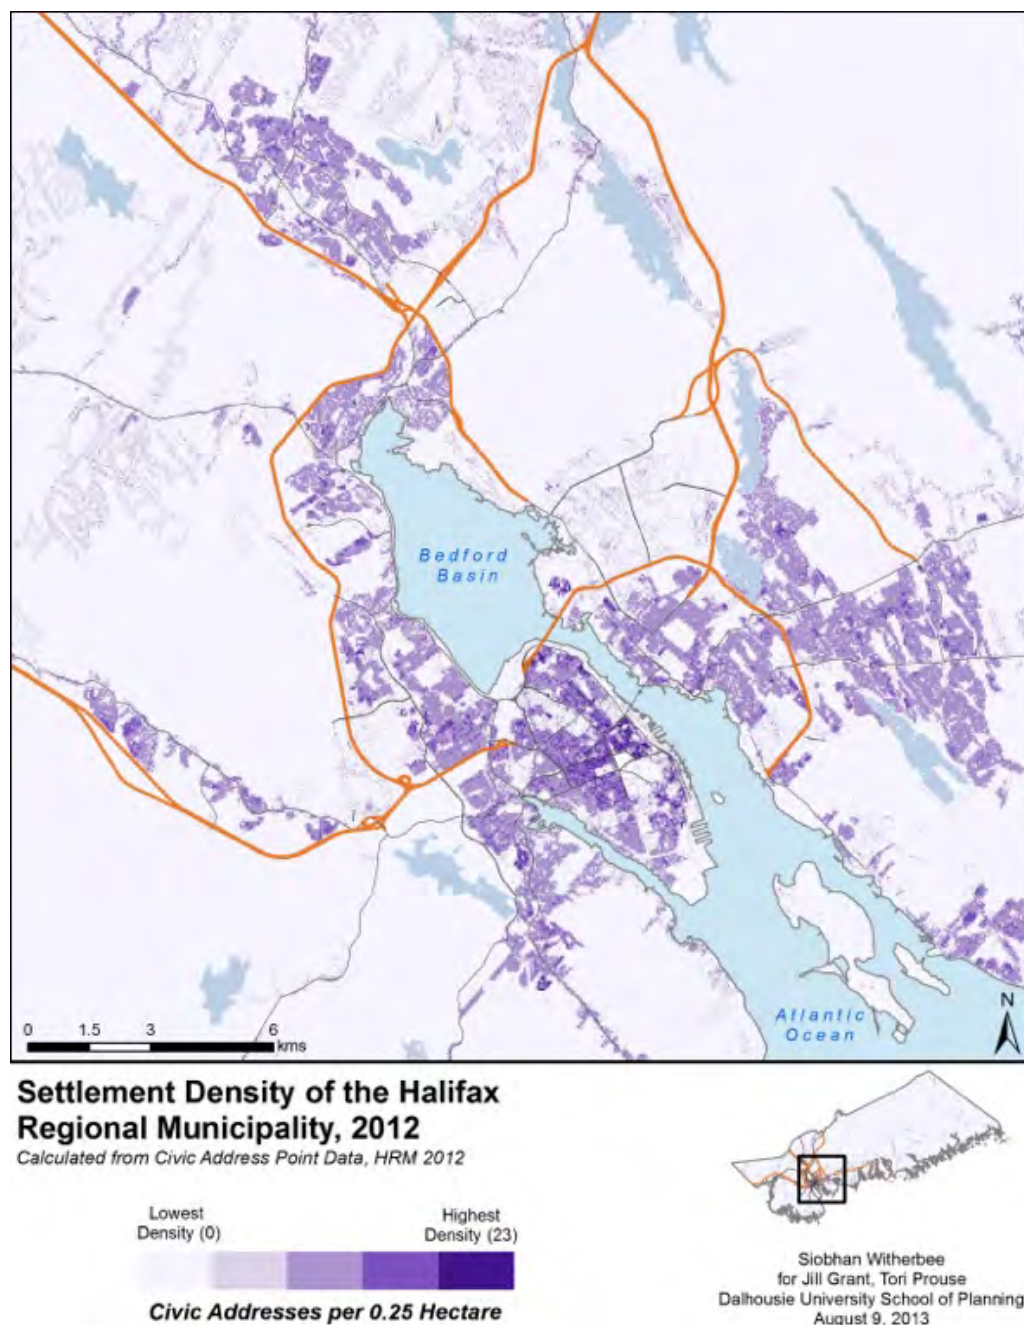 Bedford
Basin
Atlantic
Ocean
N
0 1.5 3 6
kms
Settlement Density of the Halifax
Regional Municipality, 2012
Calculated from Civic Address Point Data, HRM 2012
Lowest
Density (0)
Highest
Density (23)
Civic Addresses per 0.25 Hectare
Siobhan Witherbee
for Jill Grant, Tori Prouse
Dalhousie University School of Planning
August 9, 2013